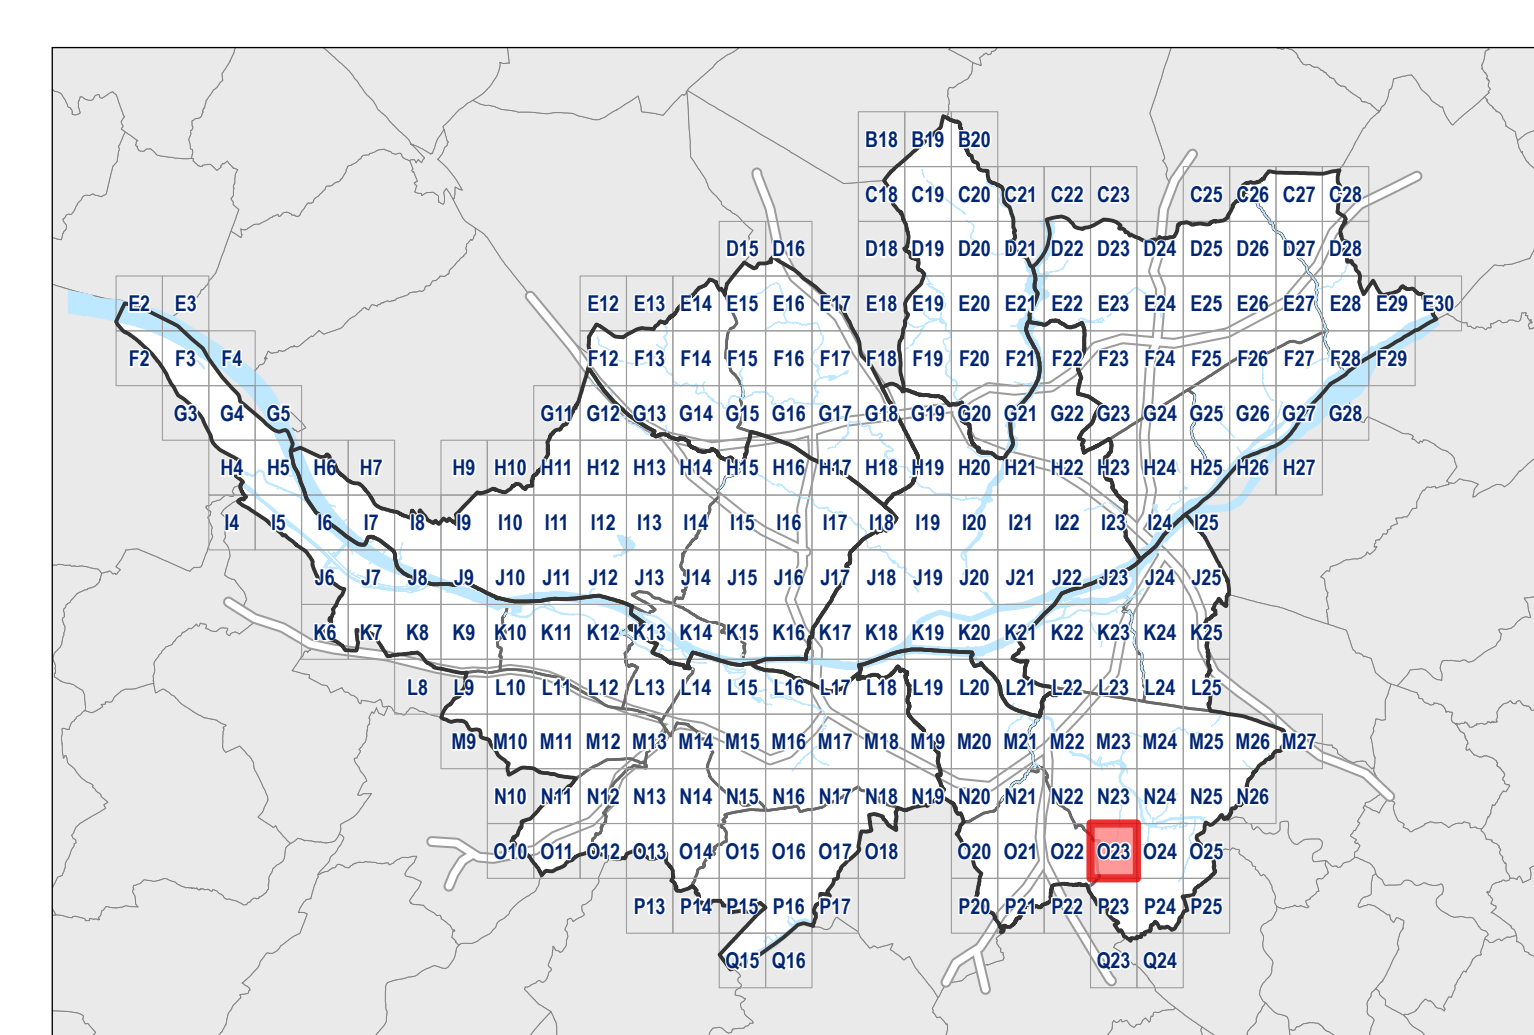 B18 B19 B20
C18 C19 C20 C21 C22 C23 C25 C26 C27 C28
D15 D16 D18 D19 D20 D21 D22 D23 D24 D25 D26 D27 D28
E2 E3 E12 E13 E14 E15 E16 E17 E18 E19 E20 E21 E22 E23 E24 E25 E26 E27 E28 E29 E30
F2 F3 F4 F12 F13 F14 F15 F16 F17 F18 F19 F20 F21 F22 F23 F24 F25 F26 F27 F28 F29
G3 G4 G5 G11 G12 G13 G14 G15 G16 G17 G18 G19 G20 G21 G22 G23 G24 G25 G26 G27 G28
H4 H5 H6 H7 H9 H10 H11 H12 H13 H14 H15 H16 H17 H18 H19 H20 H21 H22 H23 H24 H25 H26 H27
I4 I5 I6 I7 I8 I9 I10 I11 I12 I13 I14 I15 I16 I17 I18 I19 I20 I21 I22 I23 I24 I25
J6 J7 J8 J9 J10 J11 J12 J13 J14 J15 J16 J17 J18 J19 J20 J21 J22 J23 J24 J25
K6 K7 K8 K9 K10 K11 K12 K13 K14 K15 K16 K17 K18 K19 K20 K21 K22 K23 K24 K25
L8 L9 L10 L11 L12 L13 L14 L15 L16 L17 L18 L19 L20 L21 L22 L23 L24 L25
M9 M10 M11 M12 M13 M14 M15 M16 M17 M18 M19 M20 M21 M22 M23 M24 M25 M26 M27
N10 N11 N12 N13 N14 N15 N16 N17 N18 N19 N20 N21 N22 N23 N24 N25 N26
O10 O11 O12 O13 O14 O15 O16 O17 O18 O20 O21 O22 O23 O24 O25
P13 P14 P15 P16 P17 P20 P21 P22 P23 P24 P25
Q15 Q16 Q23 Q24